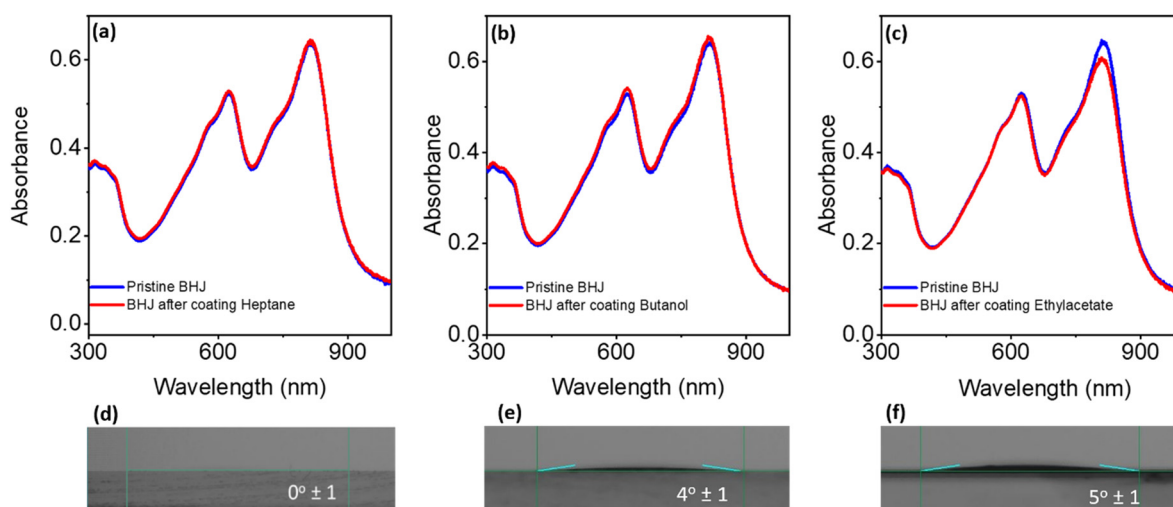 (a)
0.6
0.4
0.2
0.0
Absorbance
Pristine BHJ
BHJ after coating Heptane
300
600
900
Wavelength (nm)
(b)
0.6
0.4
0.2
0.0
Absorbance
Pristine BHJ
BHJ after coating Butanol
300
600
900
Wavelength (nm)
(c)
0.6
0.4
0.2
0.0
Absorbance
Pristine BHJ
BHJ after coating Ethylacetate
300
600
900
Wavelength (nm)
(d)
0° ± 1
(e)
4° ± 1
(f)
5° ± 1